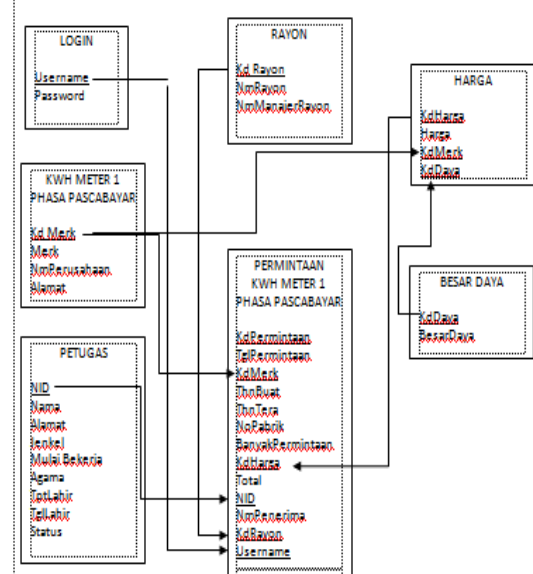 LOGIN
Username
Password
RAYON
Kd Rayon
NmRayon
NmManajerRayon
HARGA
KdHarga
Harga
KdMerk
KdDaya
KWH METER 1
PHASA PASCABAYAR
Kd Merk
Merk
NmPerusahaan
Alamat
PERMINTAAN
KWH METER 1
PHASA PASCABAYAR
KdPermintaan
TglPermintaan
KdMerk
ThnBuat
ThnTera
NoPabrik
BanyakPermintaan
KdHarga
Total
NID
NmPenerima
KdRayon
Username
BESAR DAYA
KdDaya
BesarDaya
PETUGAS
NID
Nama
Alamat
Jenkel
Mulai Bekerja
Agama
TptLahir
TglLahir
Status